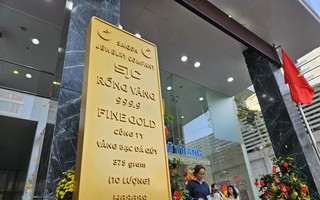 SAIGON
JEWELRY COMPANY
SJC
RỒNG VÀNG
999.9
FINE GOLD
CÔNG TY
VÀNG BẠC ĐÁ QUÝ
375 gram
(10 LƯỢNG)
TRANG